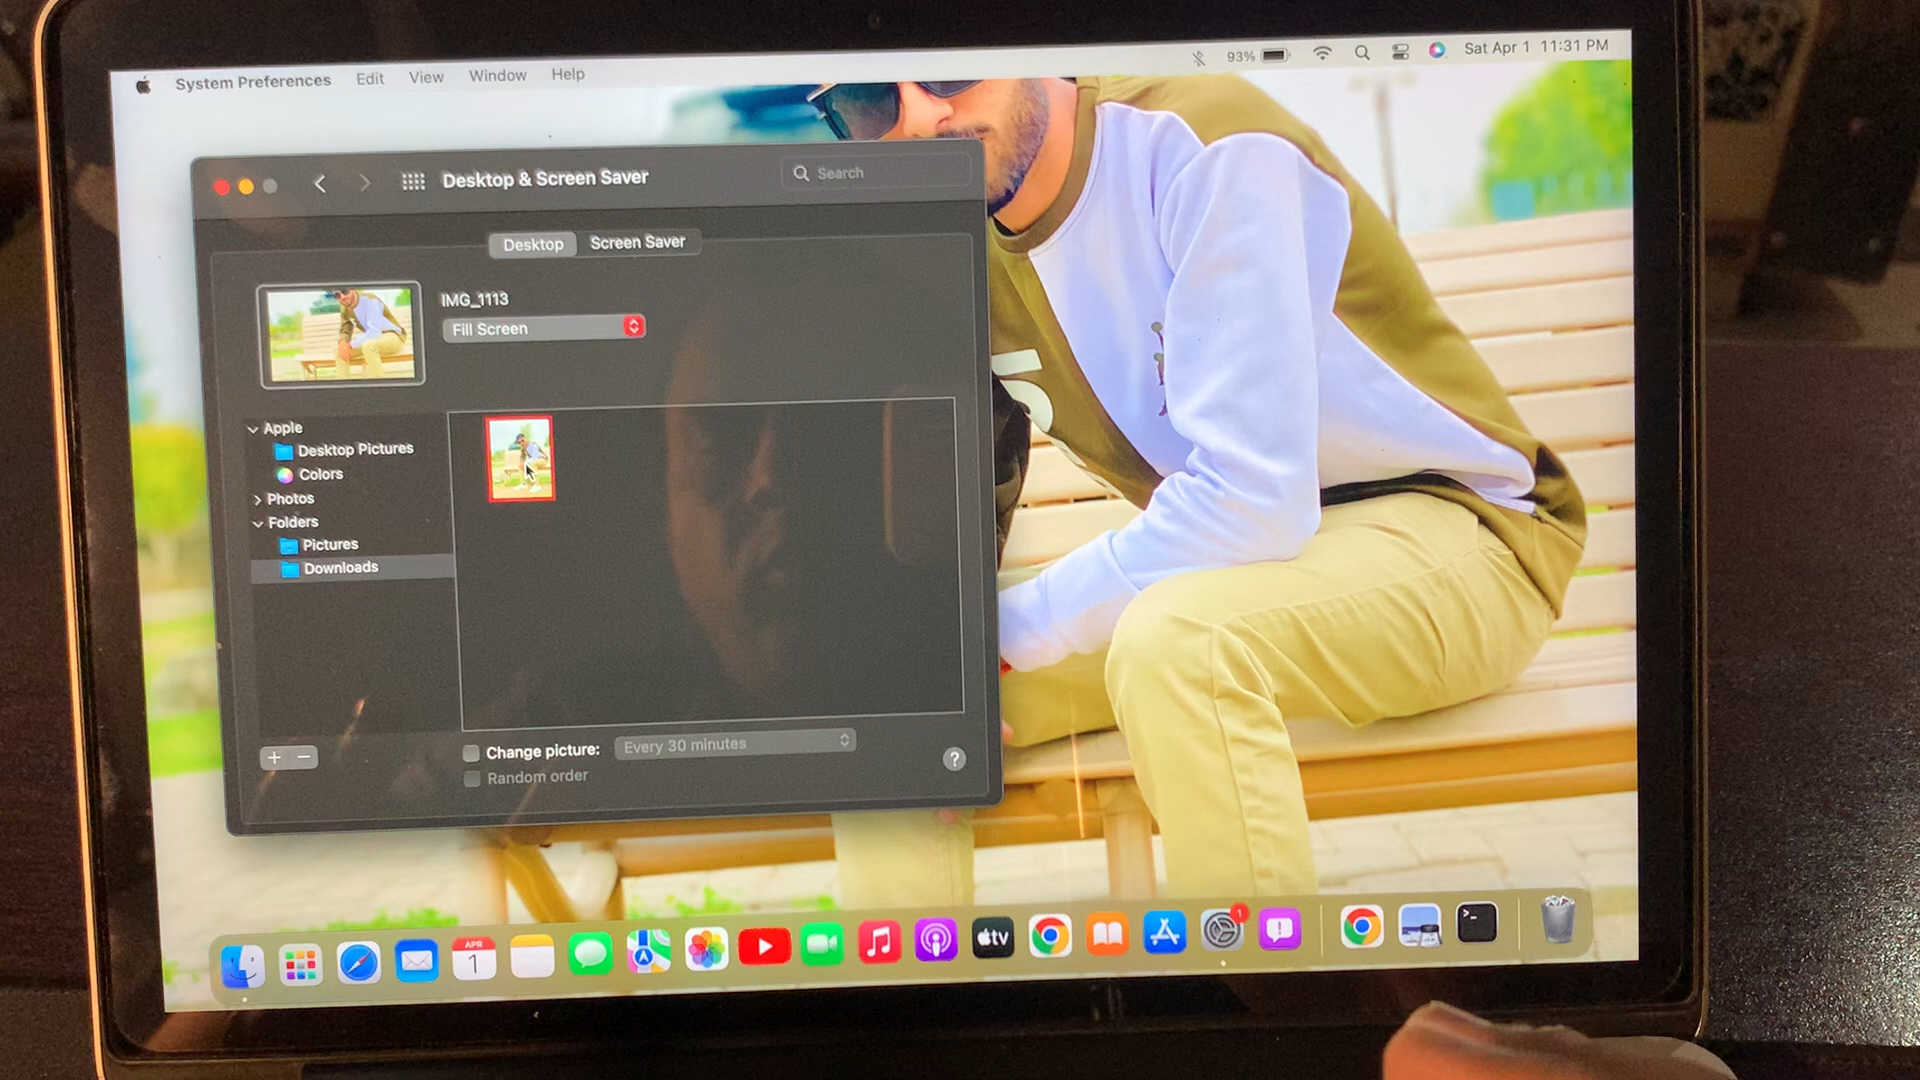 System Preferences Edit View Window Help
93% Sat Apr 1 11:31 PM
Desktop & Screen Saver
Search
Desktop Screen Saver
IMG_1113
Fill Screen
Apple
Desktop Pictures
Colors
Photos
Folders
Pictures
Downloads
+ −
Change picture: Every 30 minutes
Random order
?
APR
1
tv
1